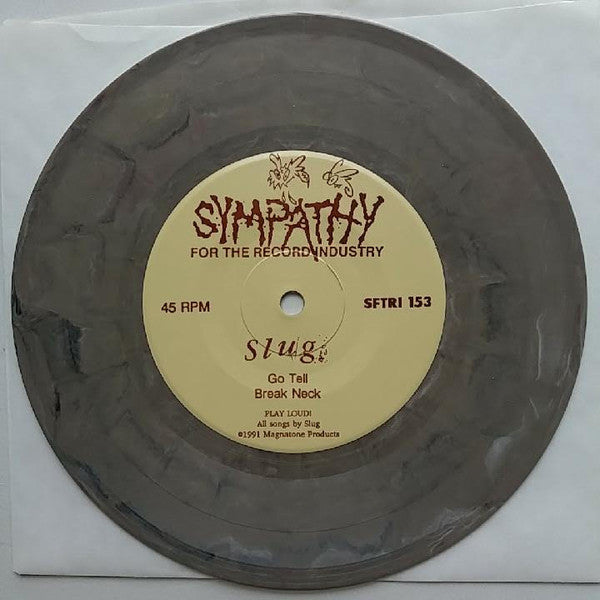 SYMPATHY
FOR THE RECORD INDUSTRY
45 RPM
SFTRI 153
slug
Go Tell
Break Neck
PLAY LOUD!
All songs by Slug
©1991 Magnatone Products